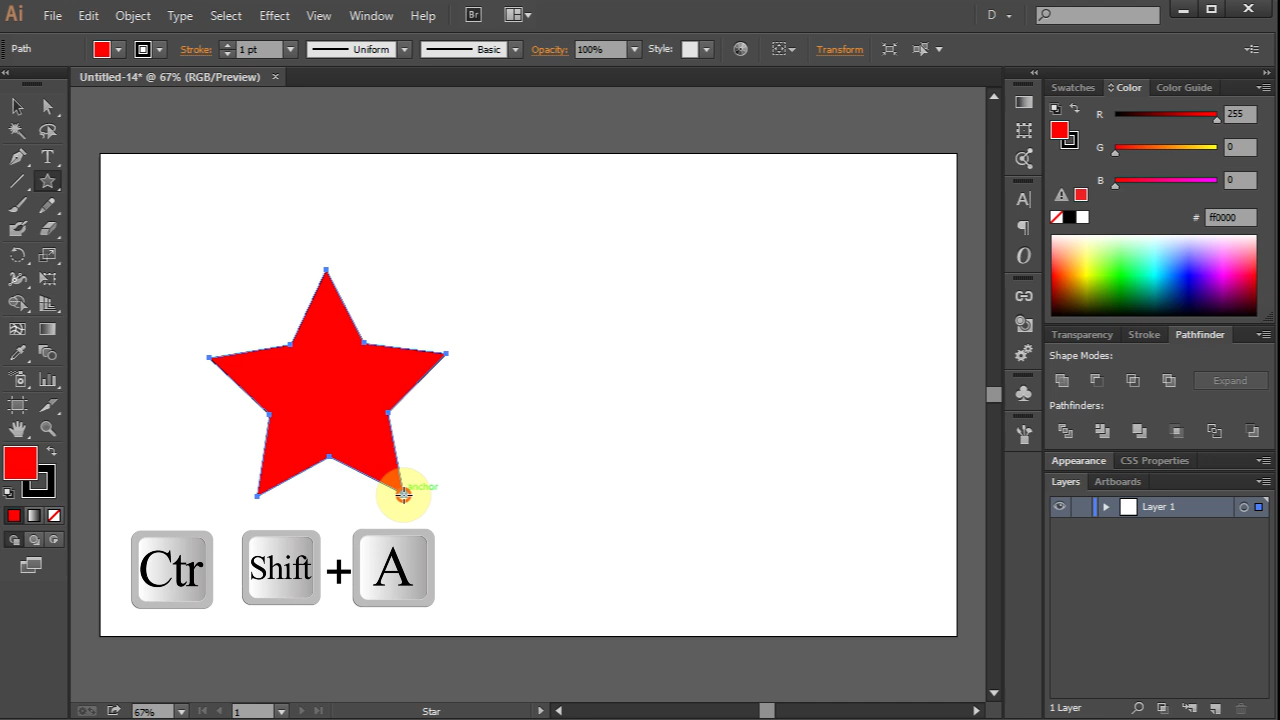 Ai File Edit Object Type Select Effect View Window Help Br D
Path Stroke: 1 pt Uniform Basic Opacity: 100% Style: Transform
Untitled-14* @ 67% (RGB/Preview) ×
Swatches Color Color Guide
R 255
G 0
B 0
# ff0000
Transparency Stroke Pathfinder
Shape Modes:
Expand
Pathfinders:
Appearance CSS Properties
Layers Artboards
Layer 1
anchor
Ctr Shift + A
67% 1 Star
1 Layer